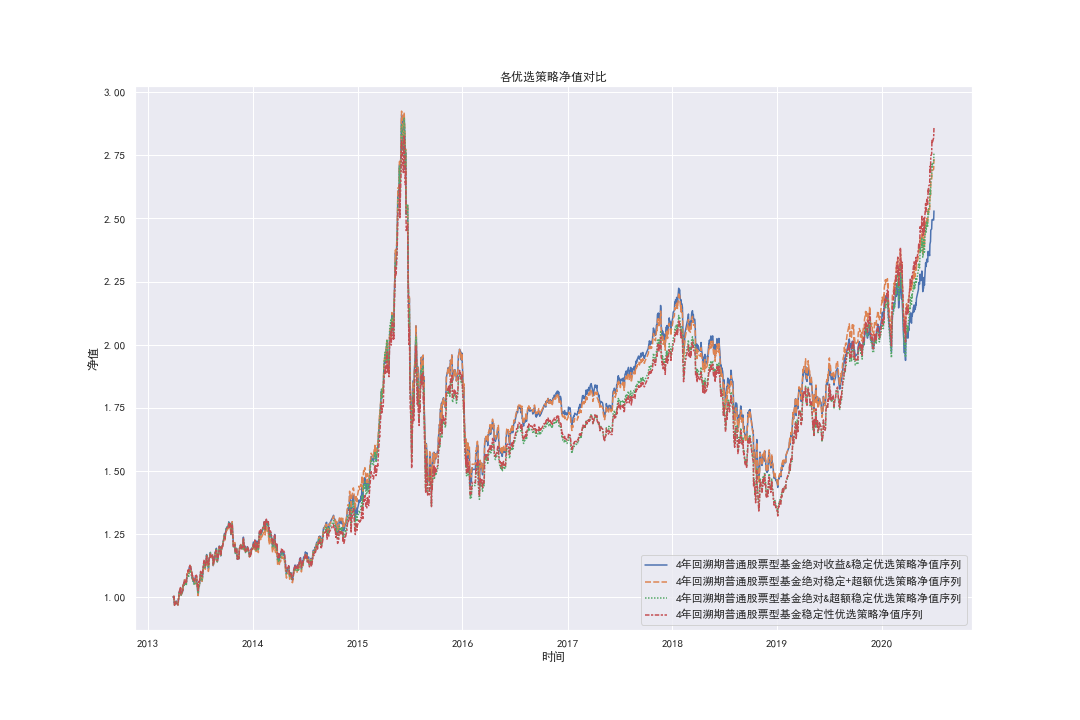 各优选策略净值对比
3.00
2.75
2.50
2.25
2.00
1.75
1.50
1.25
1.00
净值
2013 2014 2015 2016 2017 2018 2019 2020
时间
4年回溯期普通股票型基金绝对收益&稳定优选策略净值序列
4年回溯期普通股票型基金绝对稳定+超额优选策略净值序列
4年回溯期普通股票型基金绝对&超额稳定优选策略净值序列
4年回溯期普通股票型基金稳定性优选策略净值序列